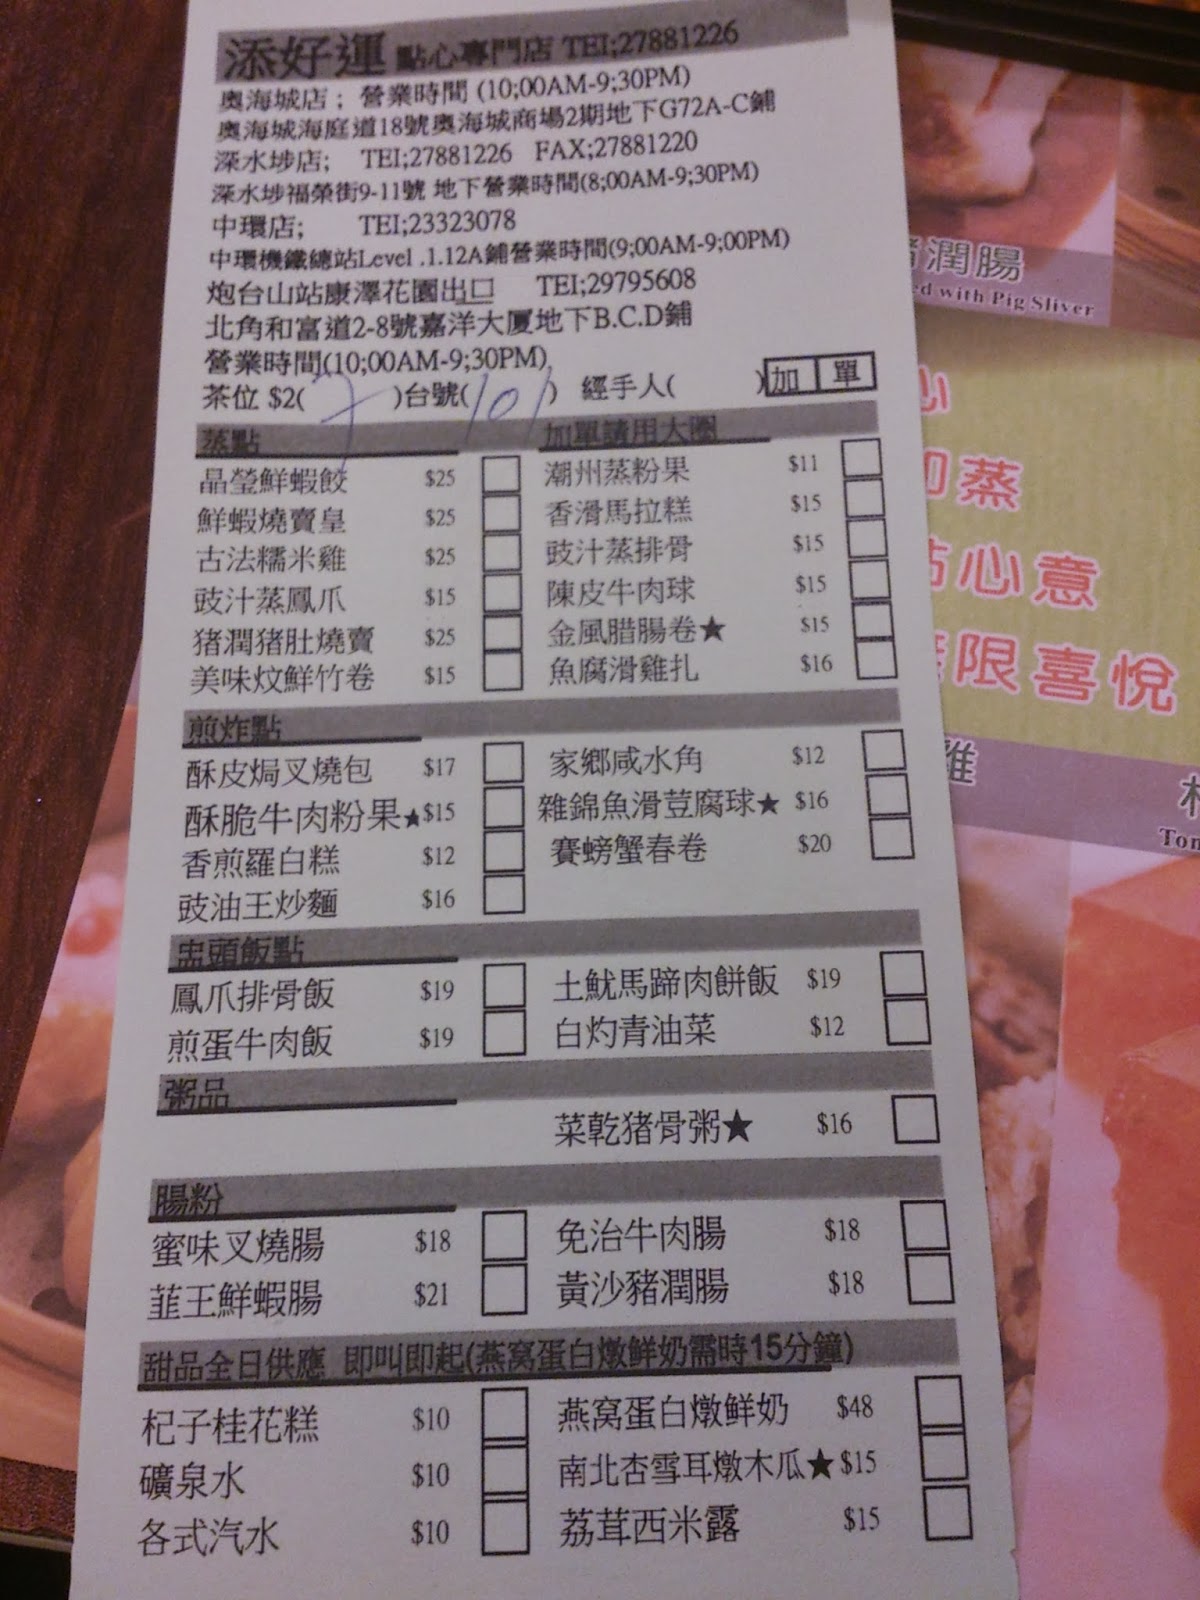 添好運 點心專門店 TEI;27881226
奧海城店； 營業時間 (10;00AM-9;30PM)
奧海城海庭道18號奧海城商場2期地下G72A-C鋪
深水埗店; TEI;27881226 FAX;27881220
深水埗福榮街9-11號 地下營業時間(8;00AM-9;30PM)
中環店; TEI;23323078
中環機鐵總站Level .1.12A鋪營業時間(9;00AM-9;00PM)
炮台山站康澤花園出口 TEI;29795608
北角和富道2-8號嘉洋大厦地下B.C.D鋪
營業時間(10;00AM-9;30PM)
茶位 $2( 7 )台號( 101 ) 經手人( ) 加 單
蒸點 加單請用大圈
晶瑩鮮蝦餃 $25 潮州蒸粉果 $11
鮮蝦燒賣皇 $25 香滑馬拉糕 $15
古法糯米雞 $25 豉汁蒸排骨 $15
豉汁蒸鳳爪 $15 陳皮牛肉球 $15
猪潤猪肚燒賣 $25 金風腊腸卷★ $15
美味炆鮮竹卷 $15 魚腐滑雞扎 $16
煎炸點
酥皮焗叉燒包 $17 家鄉咸水角 $12
酥脆牛肉粉果★ $15 雜錦魚滑荳腐球★ $16
香煎羅白糕 $12 賽螃蟹春卷 $20
豉油王炒麵 $16
盅頭飯點
鳳爪排骨飯 $19 土魷馬蹄肉餅飯 $19
煎蛋牛肉飯 $19 白灼青油菜 $12
粥品
菜乾猪骨粥★ $16
腸粉
蜜味叉燒腸 $18 免治牛肉腸 $18
韮王鮮蝦腸 $21 黃沙豬潤腸 $18
甜品全日供應 即叫即起(燕窩蛋白燉鮮奶需時15分鐘)
杞子桂花糕 $10 燕窩蛋白燉鮮奶 $48
礦泉水 $10 南北杏雪耳燉木瓜★ $15
各式汽水 $10 荔茸西米露 $15
潤腸
ed with Pig Sliver
心
蒸
心意
限喜悅
Ton